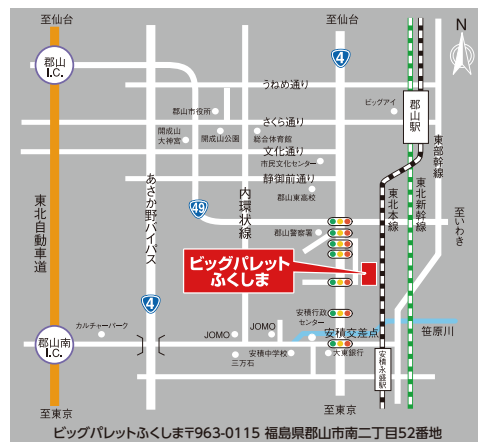 至仙台
至仙台
N
4
郡山
I.C.
うねめ通り
郡山市役所
ビッグアイ
郡山駅
さくら通り
開成山
大神宮
開成山公園
総合体育館
文化通り
市民文化センター
東部幹線
静御前通り
郡山東高校
東北自動車道
あさか野バイパス
49
内環状線
郡山警察署
東北本線
東北新幹線
至いわき
ビッグパレット
ふくしま
4
安積行政
センター
安積交差点
笹原川
カルチャーパーク
JOMO
JOMO
郡山南
I.C.
三万石
安積中学校
大東銀行
安積永盛駅
至東京
至東京
ビッグパレットふくしま〒963-0115 福島県郡山市南二丁目52番地